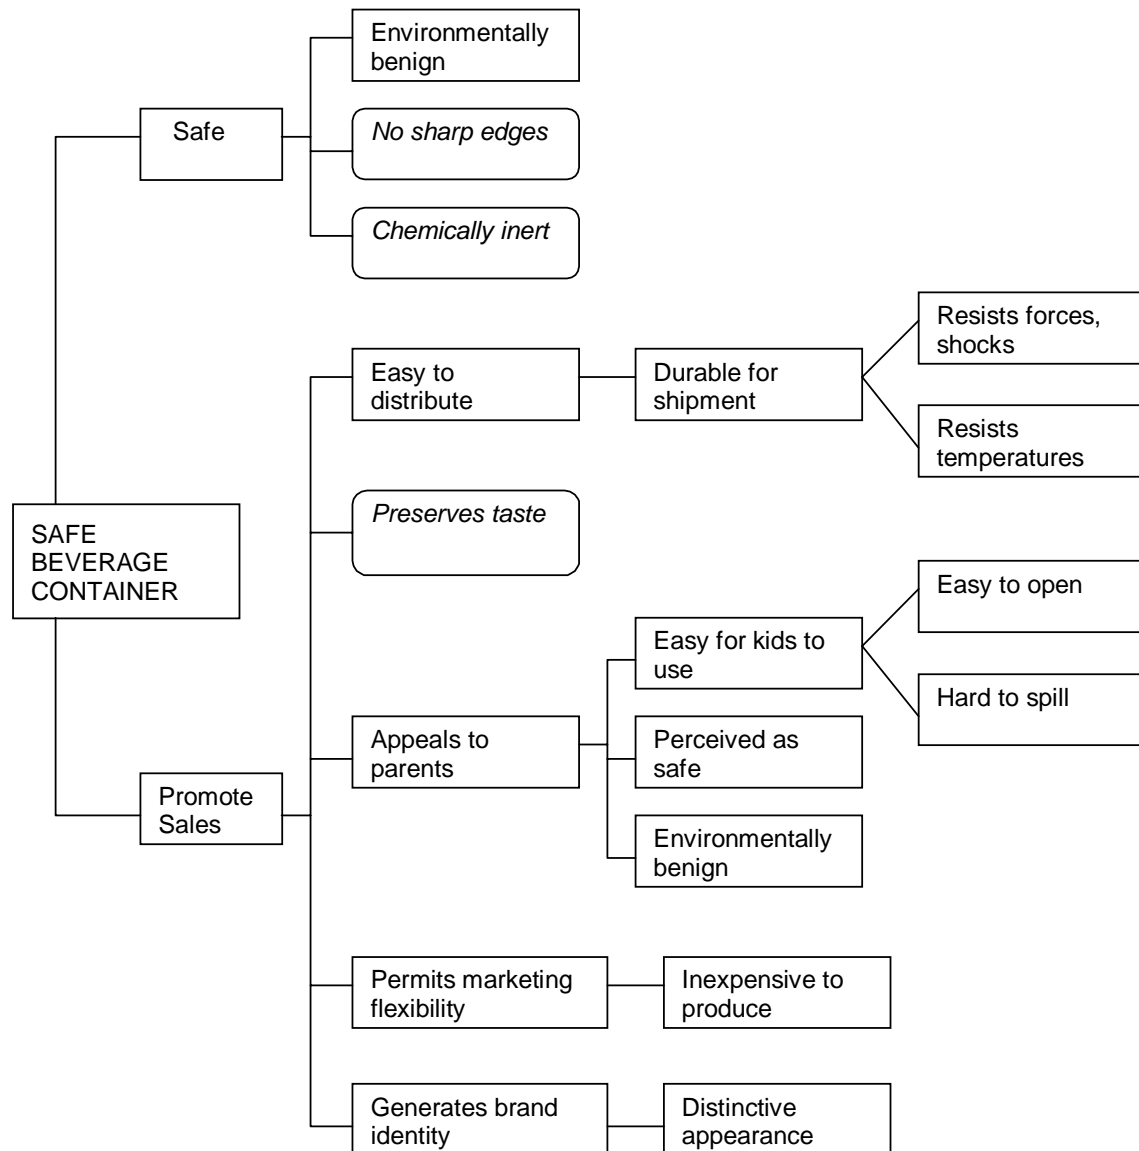 Environmentally
benign
Safe
No sharp edges
Chemically inert
Resists forces,
shocks
Easy to
distribute
Durable for
shipment
Resists
temperatures
Preserves taste
SAFE
BEVERAGE
CONTAINER
Easy to open
Easy for kids to
use
Hard to spill
Appeals to
parents
Perceived as
safe
Promote
Sales
Environmentally
benign
Permits marketing
flexibility
Inexpensive to
produce
Generates brand
identity
Distinctive
appearance